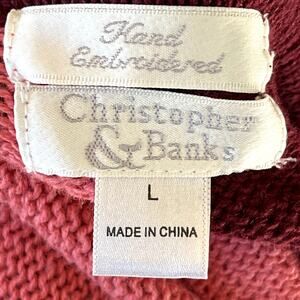 Hand
Embroidered
Christopher
& Banks
L
MADE IN CHINA